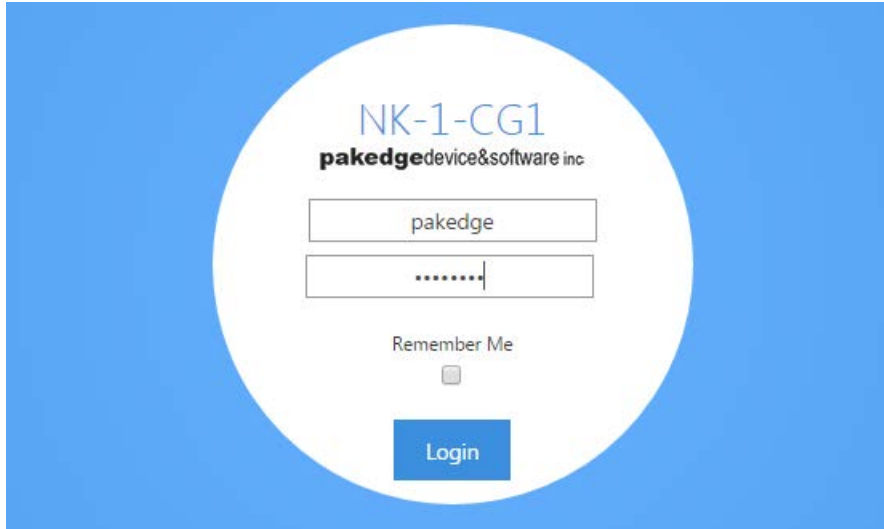 NK-1-CG1
pakedgedevice&software inc
pakedge
••••••••
Remember Me
Login